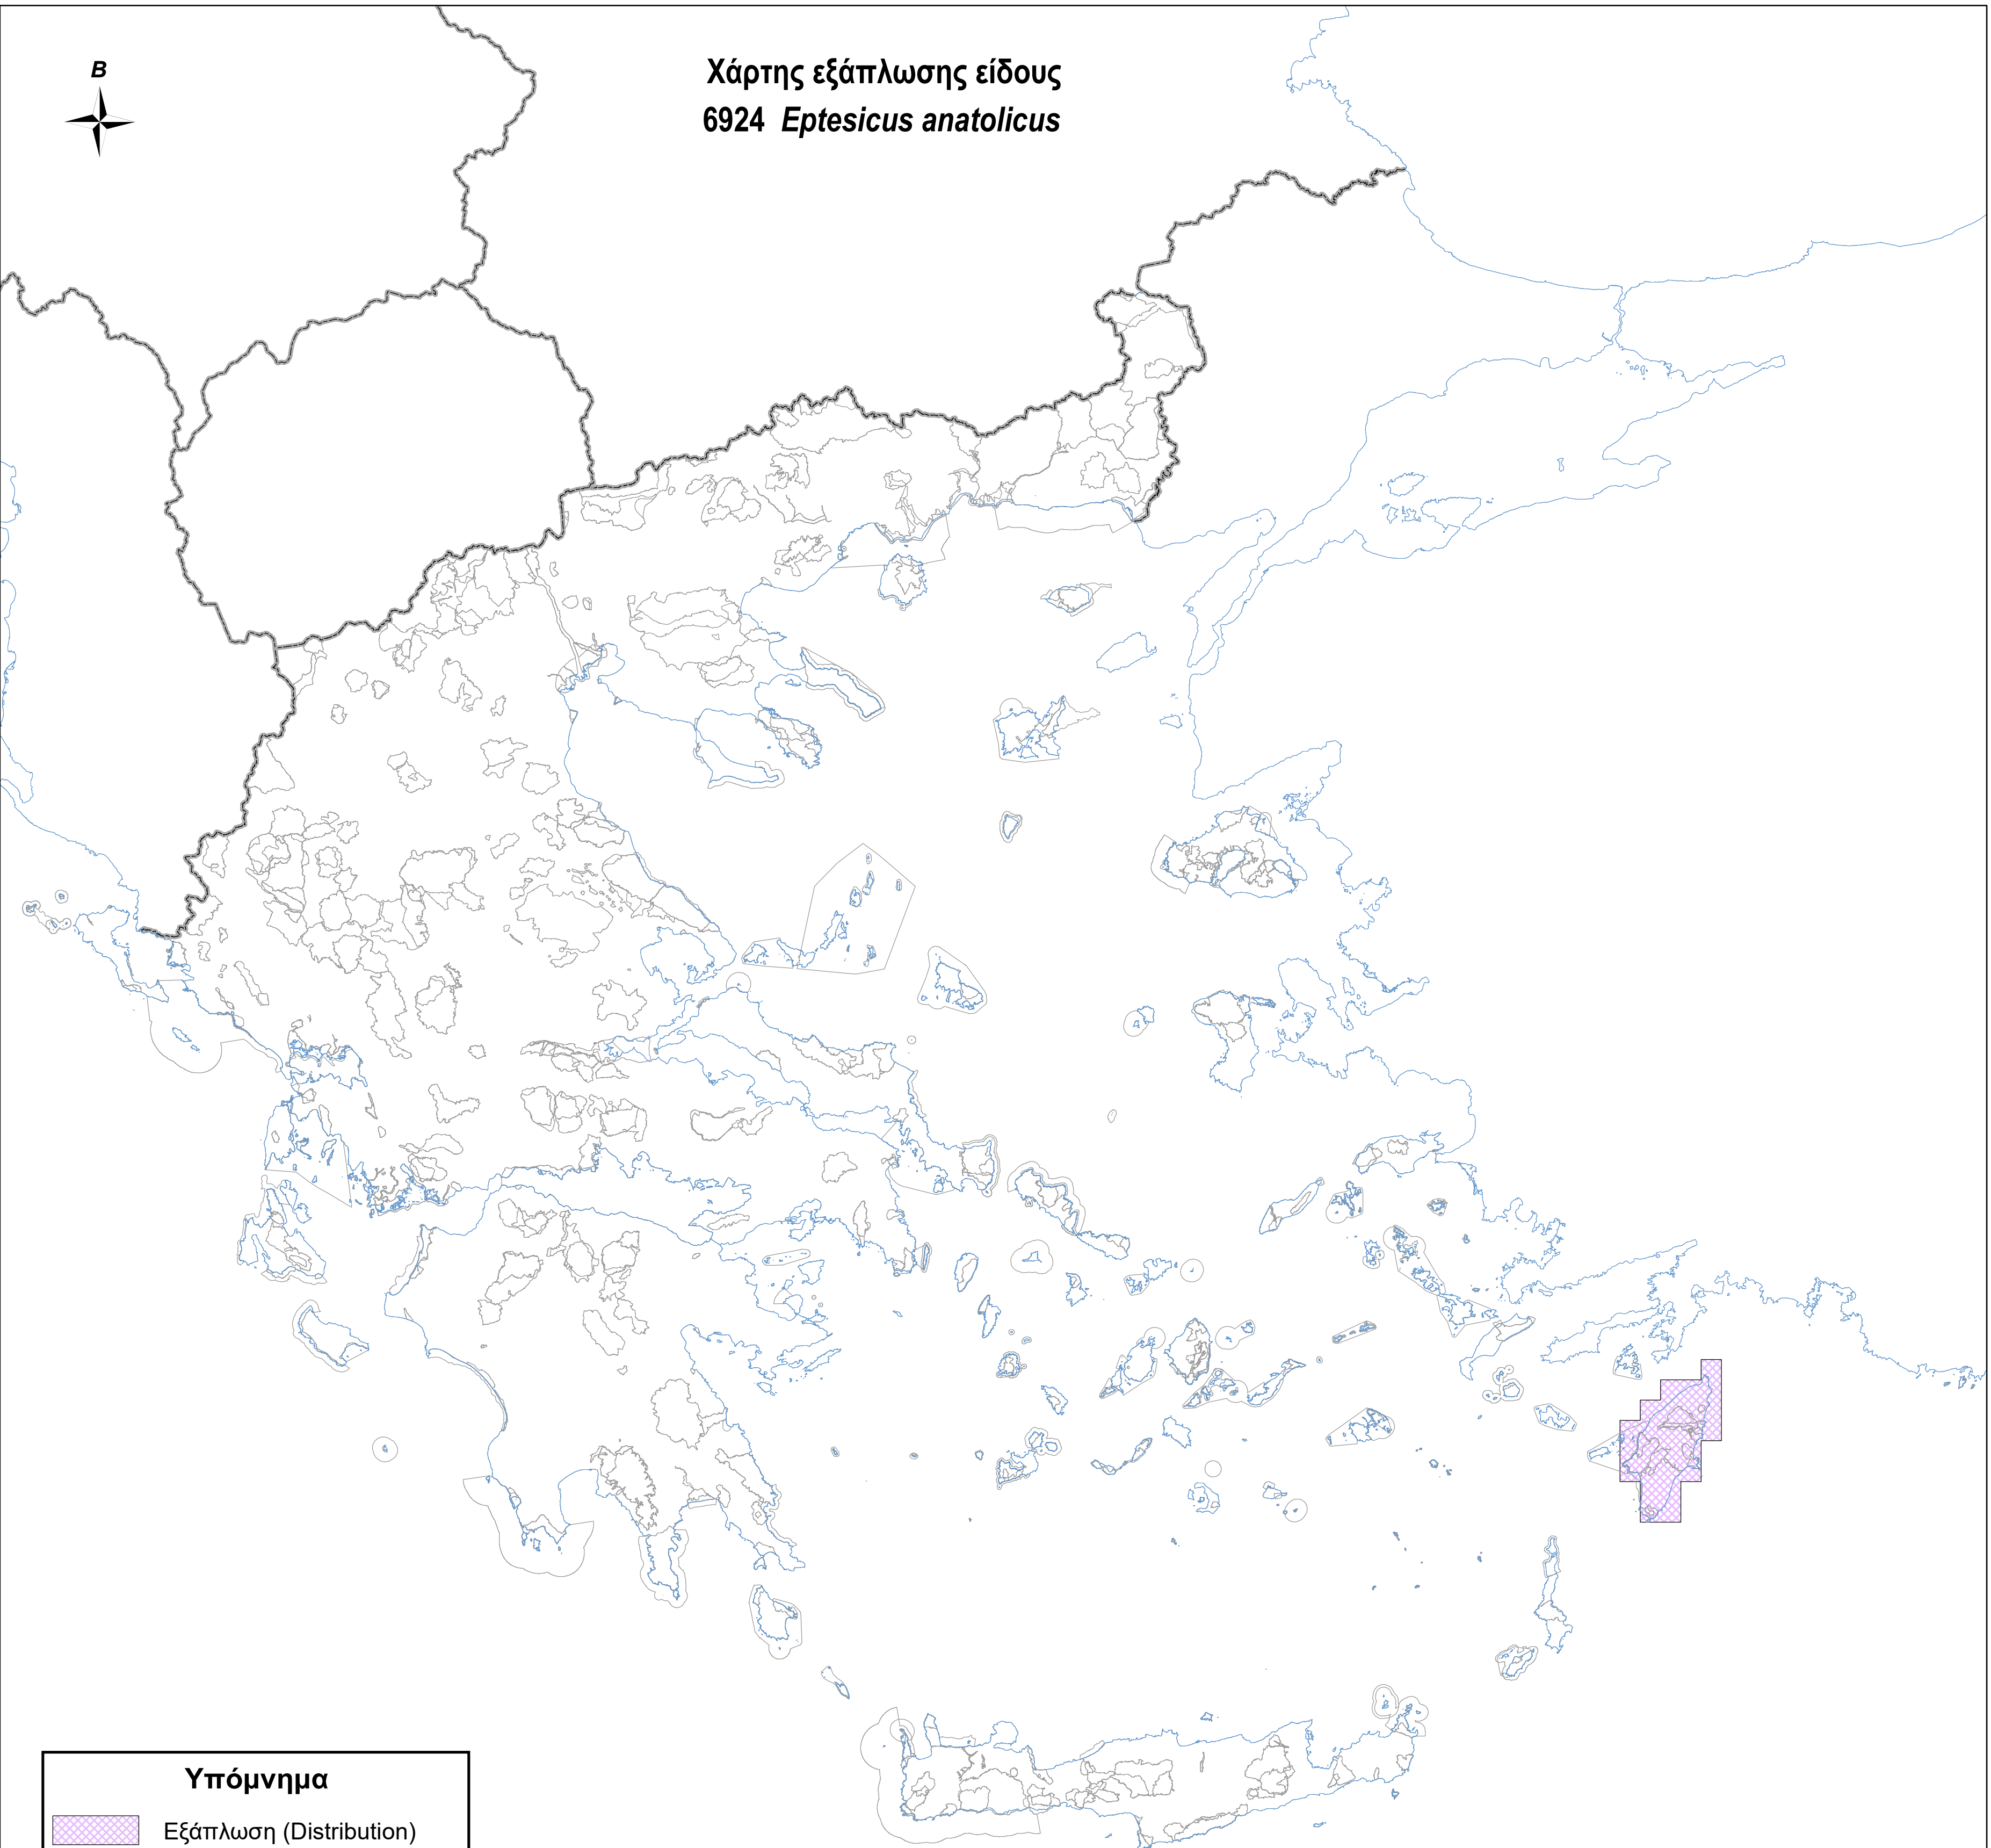 B
Χάρτης εξάπλωσης είδους
6924 Eptesicus anatolicus
Υπόμνημα
Εξάπλωση (Distribution)